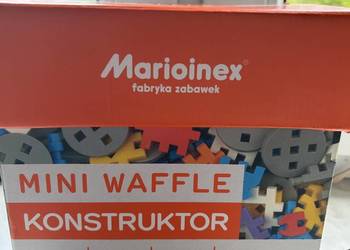 Marioinex®
fabryka zabawek
MINI WAFFLE
KONSTRUKTOR